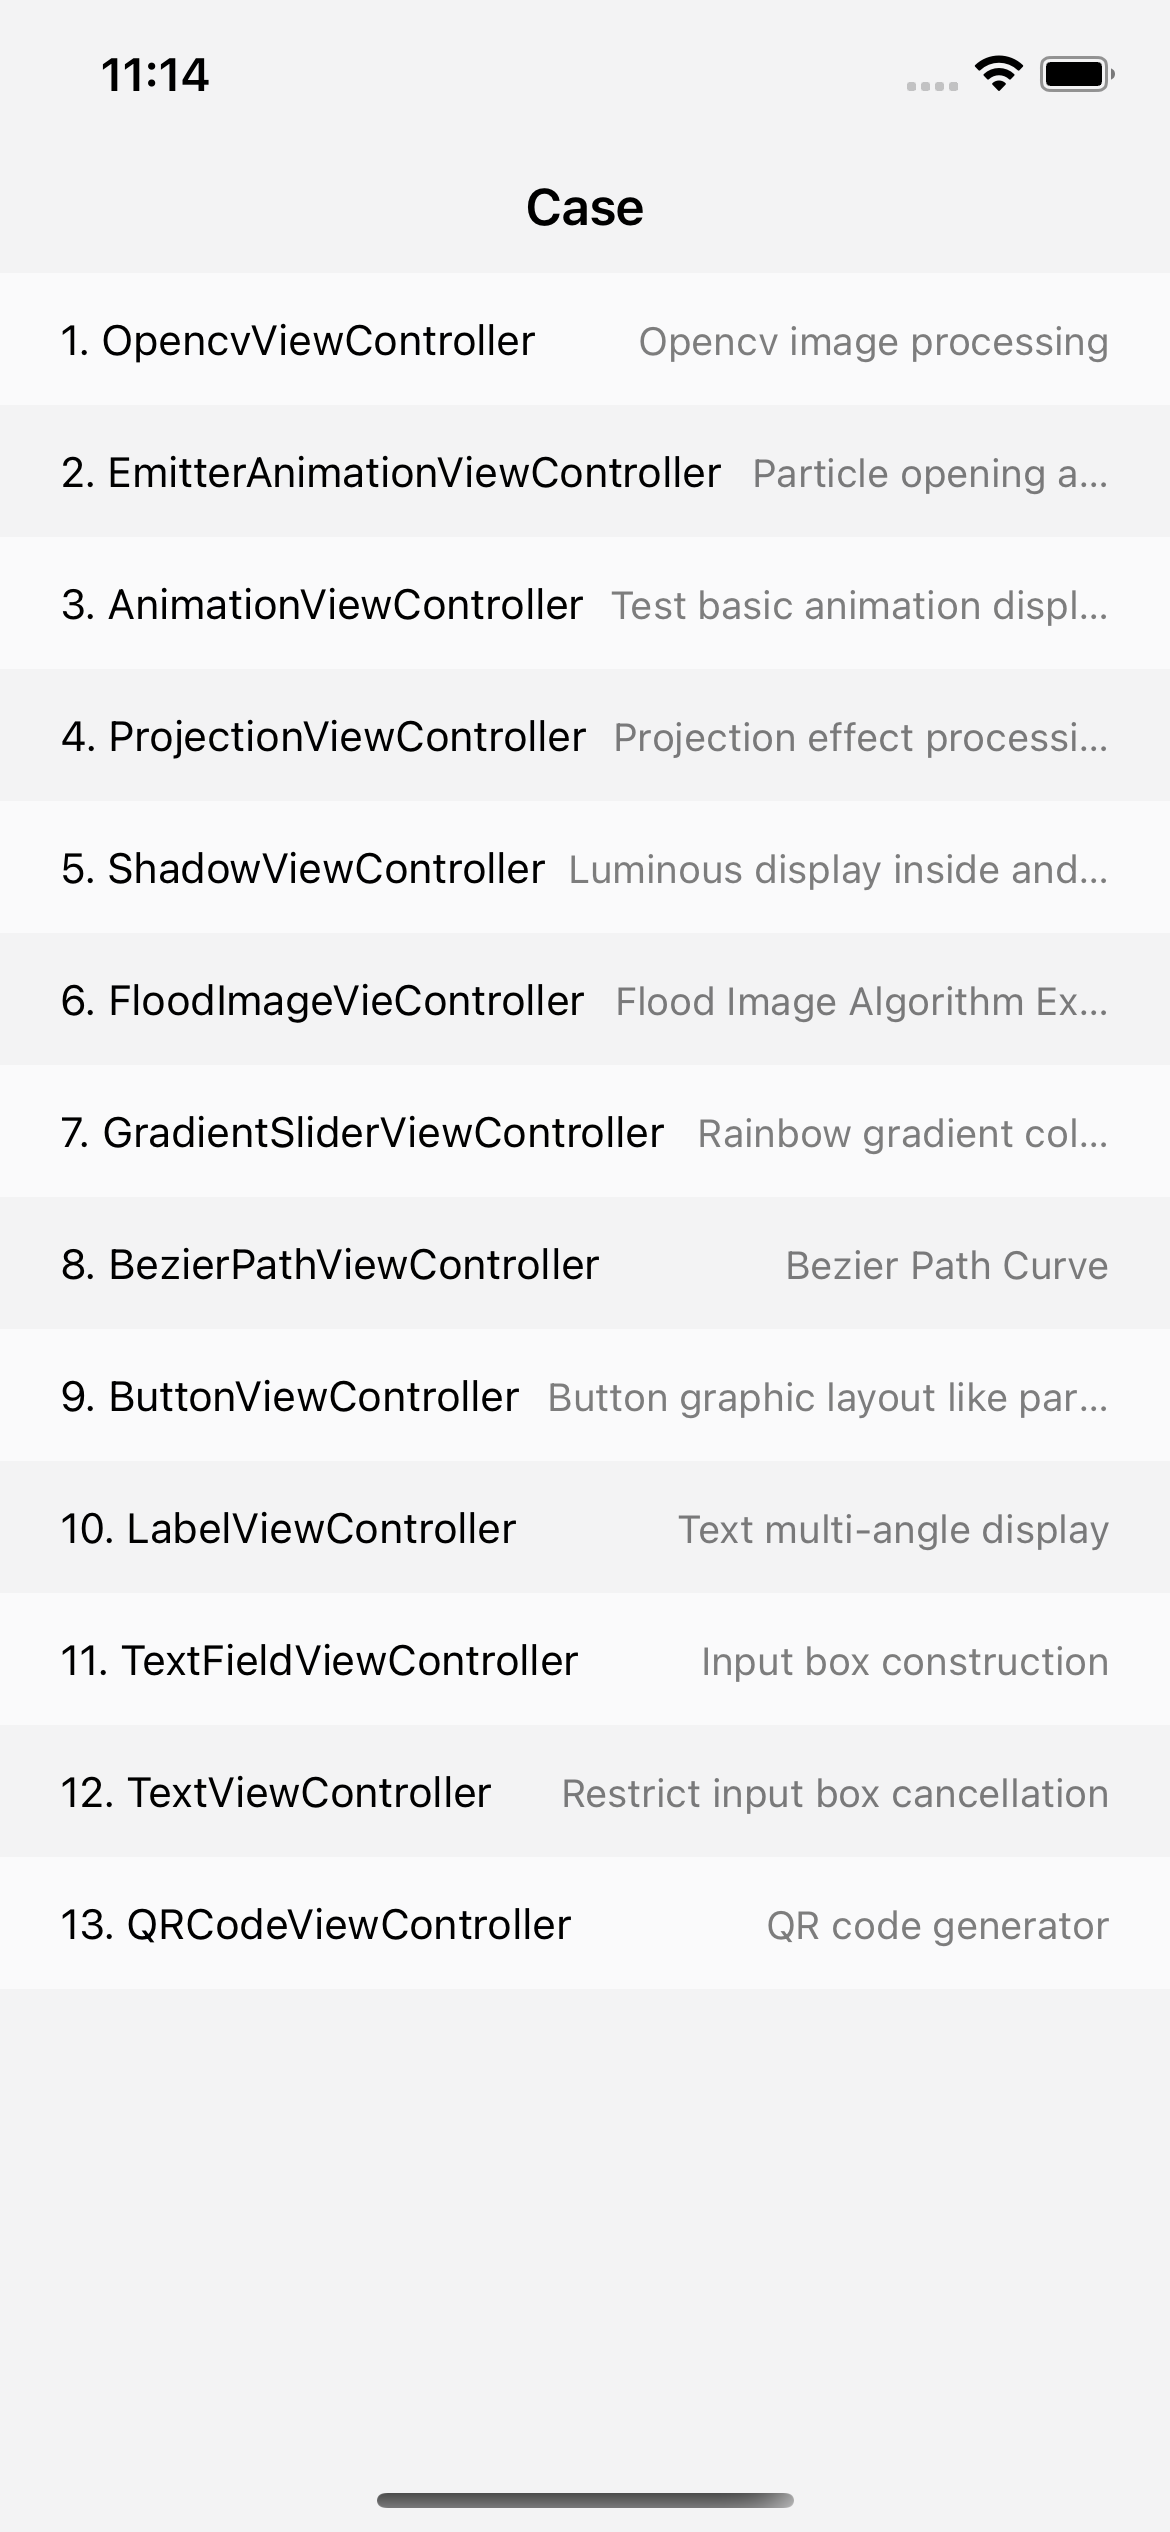 11:14
Case
1. OpencvViewController Opencv image processing
2. EmitterAnimationViewController Particle opening a...
3. AnimationViewController Test basic animation displ...
4. ProjectionViewController Projection effect processi...
5. ShadowViewController Luminous display inside and...
6. FloodImageVieController Flood Image Algorithm Ex...
7. GradientSliderViewController Rainbow gradient col...
8. BezierPathViewController Bezier Path Curve
9. ButtonViewController Button graphic layout like par...
10. LabelViewController Text multi-angle display
11. TextFieldViewController Input box construction
12. TextViewController Restrict input box cancellation
13. QRCodeViewController QR code generator